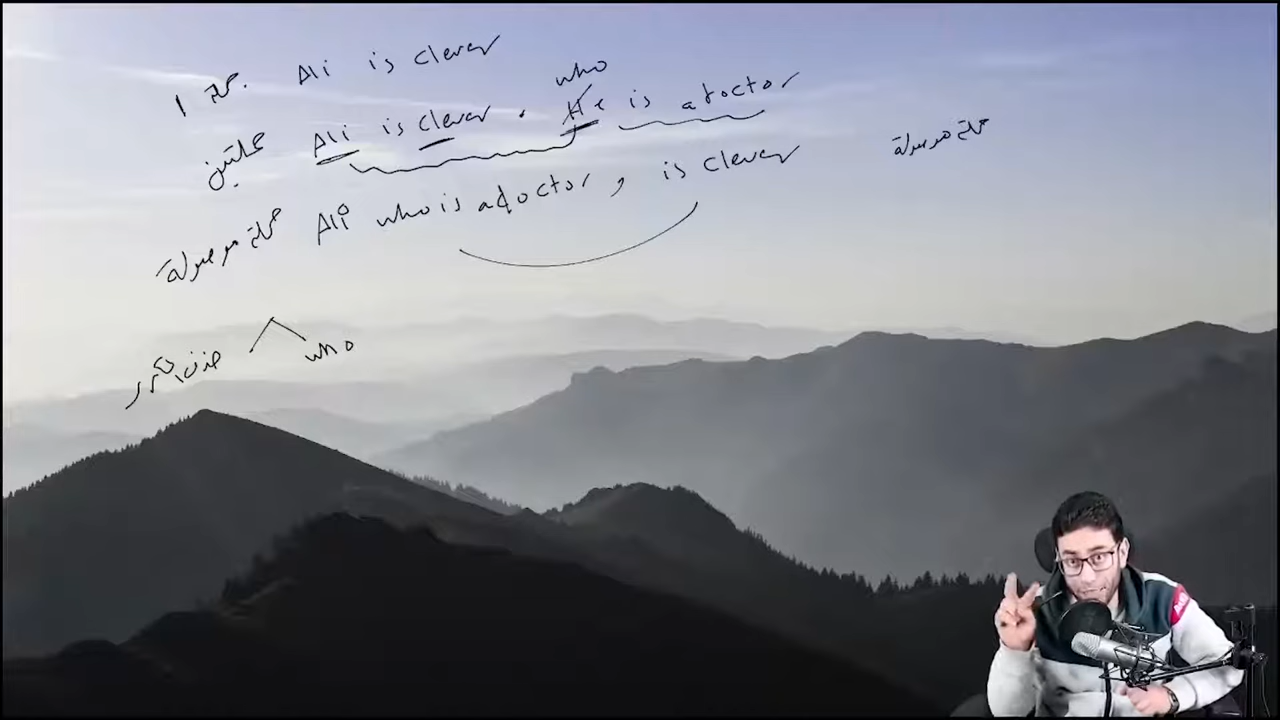 1 جملة. Ali is clever
who
جملتين Ali is clever . He is a doctor
جملة موصولة
جملة موصولة Ali who is a doctor , is clever
حذف المكرر who